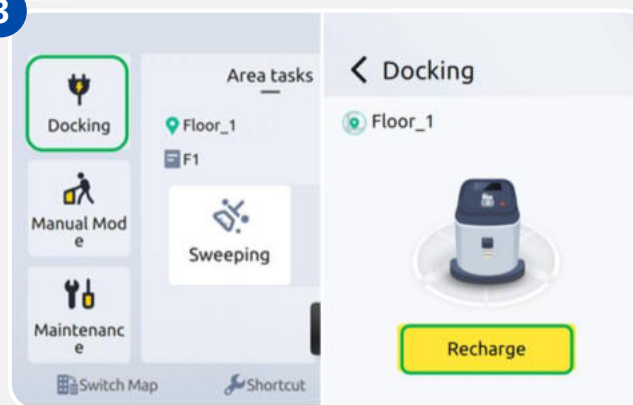 3
Docking
Area tasks
Floor_1
F1
Manual Mod
e
Sweeping
Maintenanc
e
Switch Map
Shortcut
Docking
Floor_1
Recharge